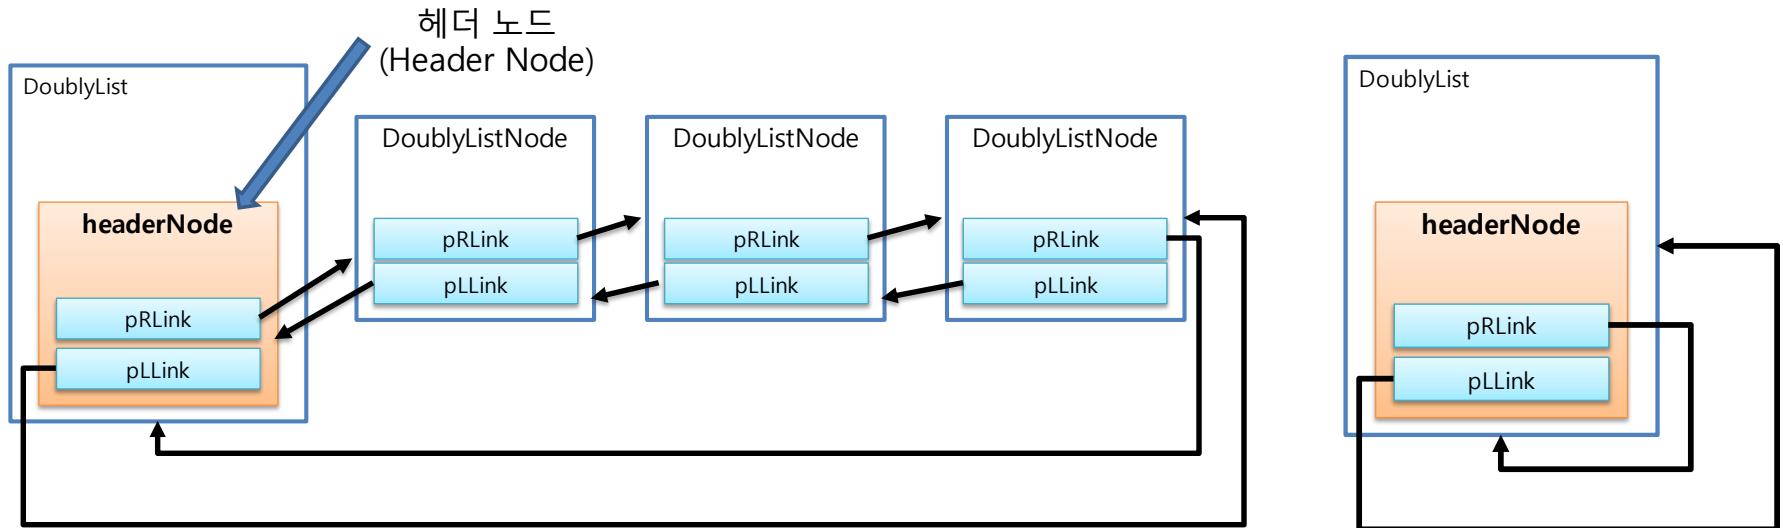 헤더 노드
(Header Node)
DoublyList
headerNode
pRLink
pLLink
DoublyListNode
pRLink
pLLink
DoublyListNode
pRLink
pLLink
DoublyListNode
pRLink
pLLink
DoublyList
headerNode
pRLink
pLLink